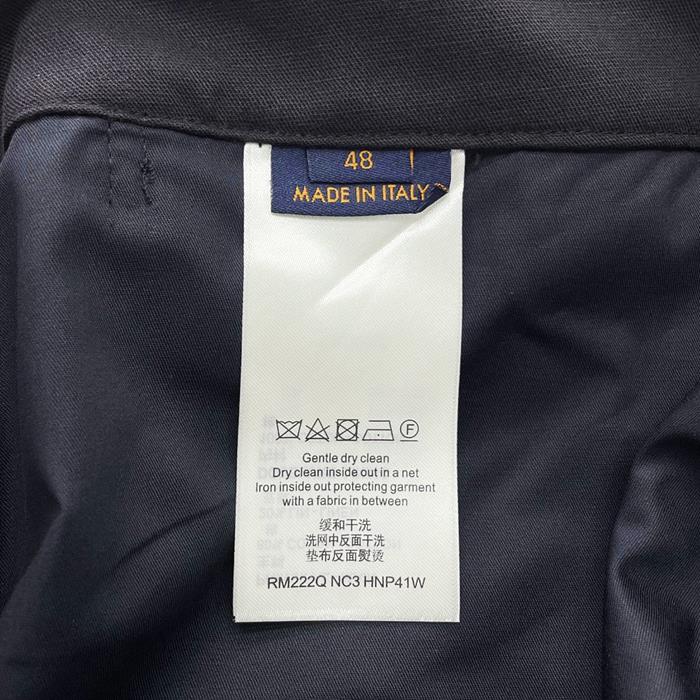 48
MADE IN ITALY
F
Gentle dry clean
Dry clean inside out in a net
Iron inside out protecting garment
with a fabric in between
缓和干洗
洗网中反面干洗
垫布反面熨烫
RM222Q NC3 HNP41W